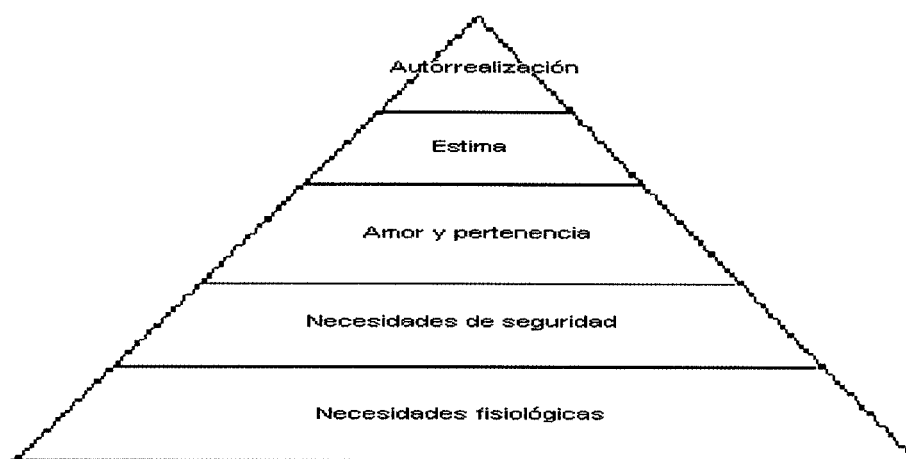 Autorrealización
Estima
Amor y pertenencia
Necesidades de seguridad
Necesidades fisiológicas